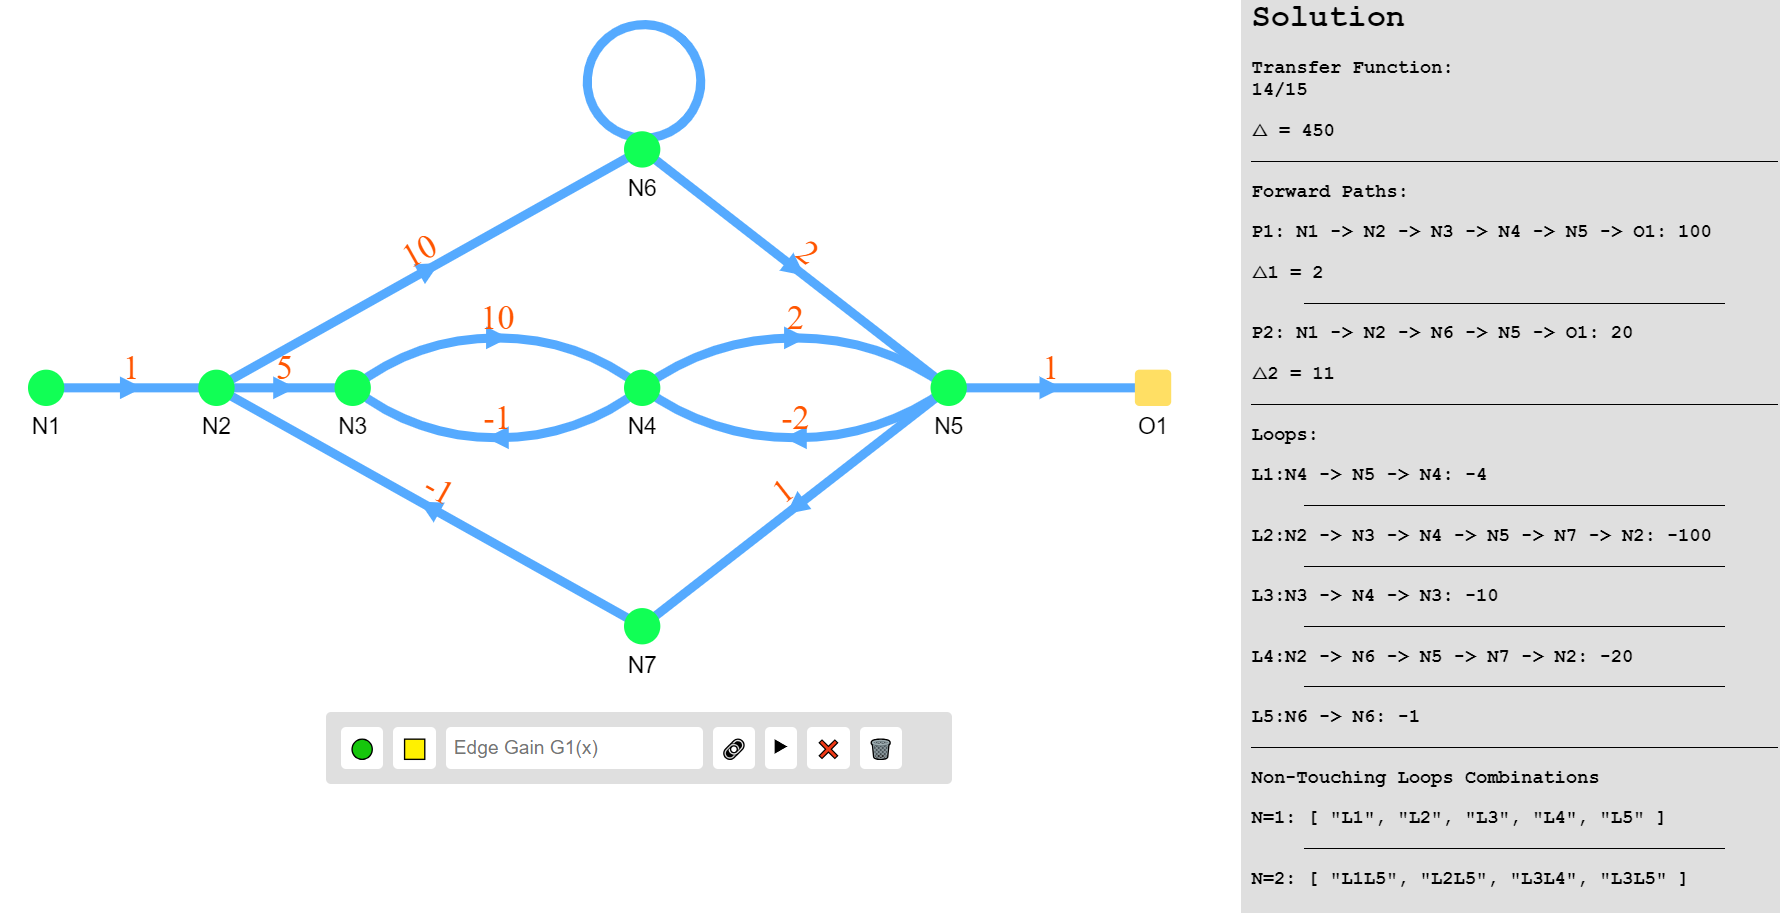 N6
10
2
10
2
1
5
1
N1
N2
N3
-1
N4
-2
N5
O1
-1
1
N7
Edge Gain G1(x)
Solution
Transfer Function:
14/15
△ = 450
Forward Paths:
P1: N1 -> N2 -> N3 -> N4 -> N5 -> O1: 100
△1 = 2
P2: N1 -> N2 -> N6 -> N5 -> O1: 20
△2 = 11
Loops:
L1:N4 -> N5 -> N4: -4
L2:N2 -> N3 -> N4 -> N5 -> N7 -> N2: -100
L3:N3 -> N4 -> N3: -10
L4:N2 -> N6 -> N5 -> N7 -> N2: -20
L5:N6 -> N6: -1
Non-Touching Loops Combinations
N=1: [ "L1", "L2", "L3", "L4", "L5" ]
N=2: [ "L1L5", "L2L5", "L3L4", "L3L5" ]